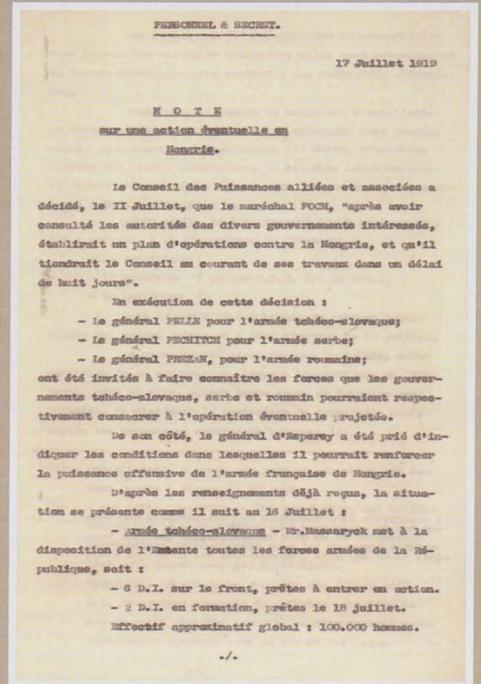 PERSONNEL & SECRET.
17 Juillet 1919
N O T E
sur une action éventuelle en
Hongrie.
Le Conseil des Puissances alliées et associées a
décidé, le II Juillet, que le maréchal FOCH, "après avoir
consulté les autorités des divers gouvernements intéressés,
établirait un plan d'opérations contre la Hongrie, et qu'il
tiendrait le Conseil au courant de ses travaux dans un délai
de huit jours".
En exécution de cette décision :
- Le général PELLE pour l'armée tchéco-slovaque;
- Le général PECHITCH pour l'armée serbe;
- Le général PREZAN, pour l'armée roumaine;
ont été invités à faire connaître les forces que les gouver-
nements tchéco-slovaque, serbe et roumain pourraient respec-
tivement consacrer à l'opération éventuelle projetée.
De son côté, le général d'Esperey a été prié d'in-
diquer les conditions dans lesquelles il pourrait renforcer
la puissance offensive de l'armée française de Hongrie.
D'après les renseignements déjà reçus, la situa-
tion se présente comme il suit au 16 Juillet :
- Armée tchéco-slovaque - Mr.Massaryck met à la
disposition de l'Entente toutes les forces armées de la Ré-
publique, soit :
- 6 D.I. sur le front, prêtes à entrer en action.
- 2 D.I. en formation, prêtes le 18 juillet.
Effectif approximatif global : 100.000 hommes.
./.